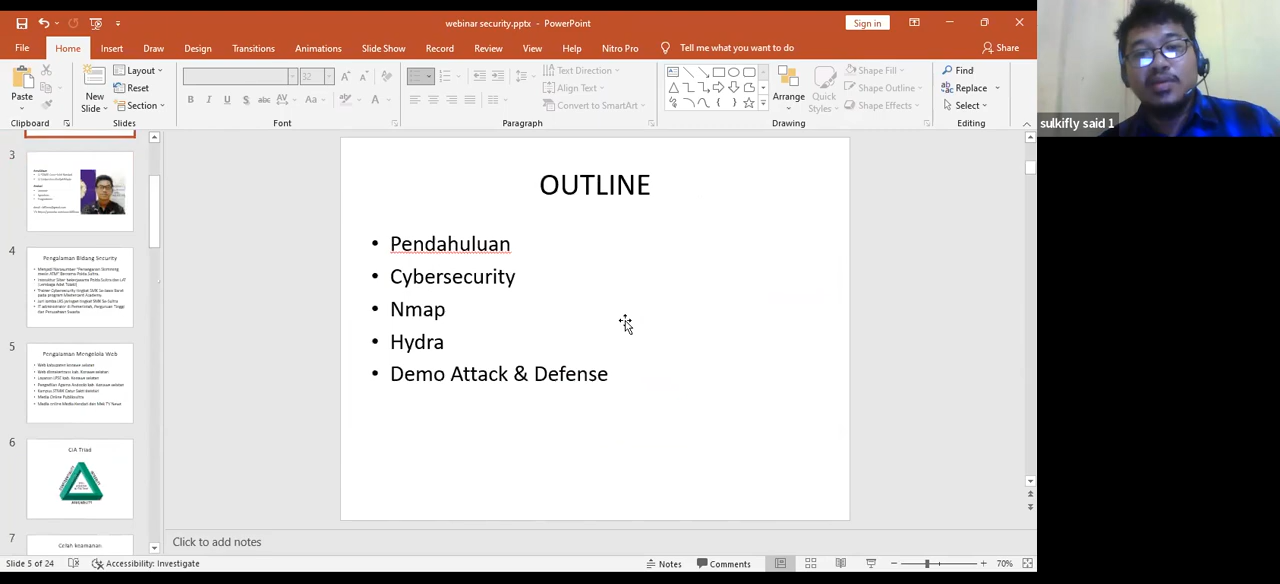 webinar security.pptx - PowerPoint
Sign in
File Home Insert Draw Design Transitions Animations Slide Show Record Review View Help Nitro Pro Tell me what you want to do Share
Paste
Clipboard
New Slide
Layout
Reset
Section
Slides
32
B I U S abc AV Aa A
Font
Text Direction
Align Text
Convert to SmartArt
Paragraph
Arrange
Quick Styles
Shape Fill
Shape Outline
Shape Effects
Drawing
Find
Replace
Select
Editing
sulkifly said 1
3
4
Pengalaman Bidang Security
5
Pengalaman Mengelola Web
6
CIA Triad
7
OUTLINE
• Pendahuluan
• Cybersecurity
• Nmap
• Hydra
• Demo Attack & Defense
Click to add notes
Slide 5 of 24 Accessibility: Investigate Notes Comments 70%